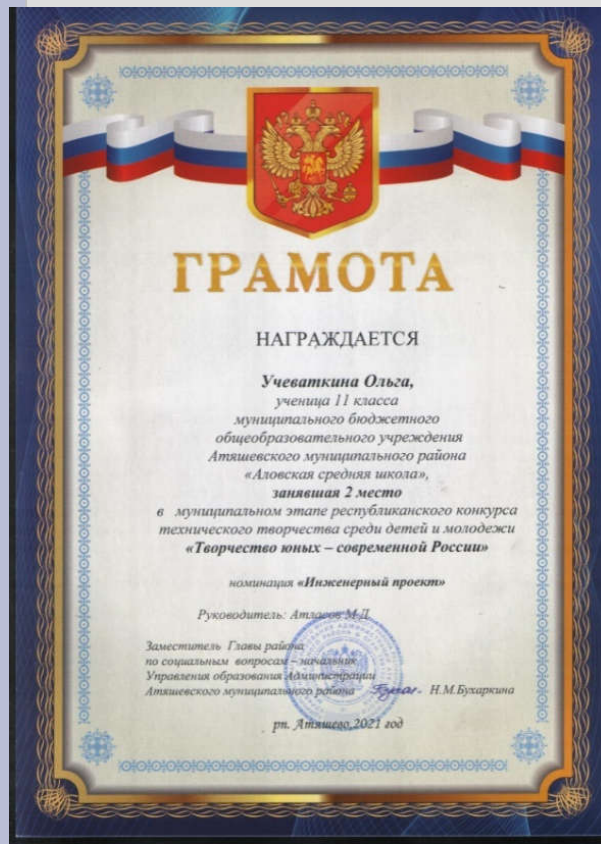 ГРАМОТА
НАГРАЖДАЕТСЯ
Учеваткина Ольга,
ученица 11 класса
муниципального бюджетного
общеобразовательного учреждения
Атяшевского муниципального района
«Аловская средняя школа»,
занявшая 2 место
в муниципальном этапе республиканского конкурса
технического творчества среди детей и молодежи
«Творчество юных – современной России»
номинация «Инженерный проект»
Руководитель: Атласов М.Д.
Заместитель Главы района
по социальным вопросам – начальник
Управления образования Администрации
Атяшевского муниципального района Н.М.Бухаркина
рп. Атяшево,2021 год